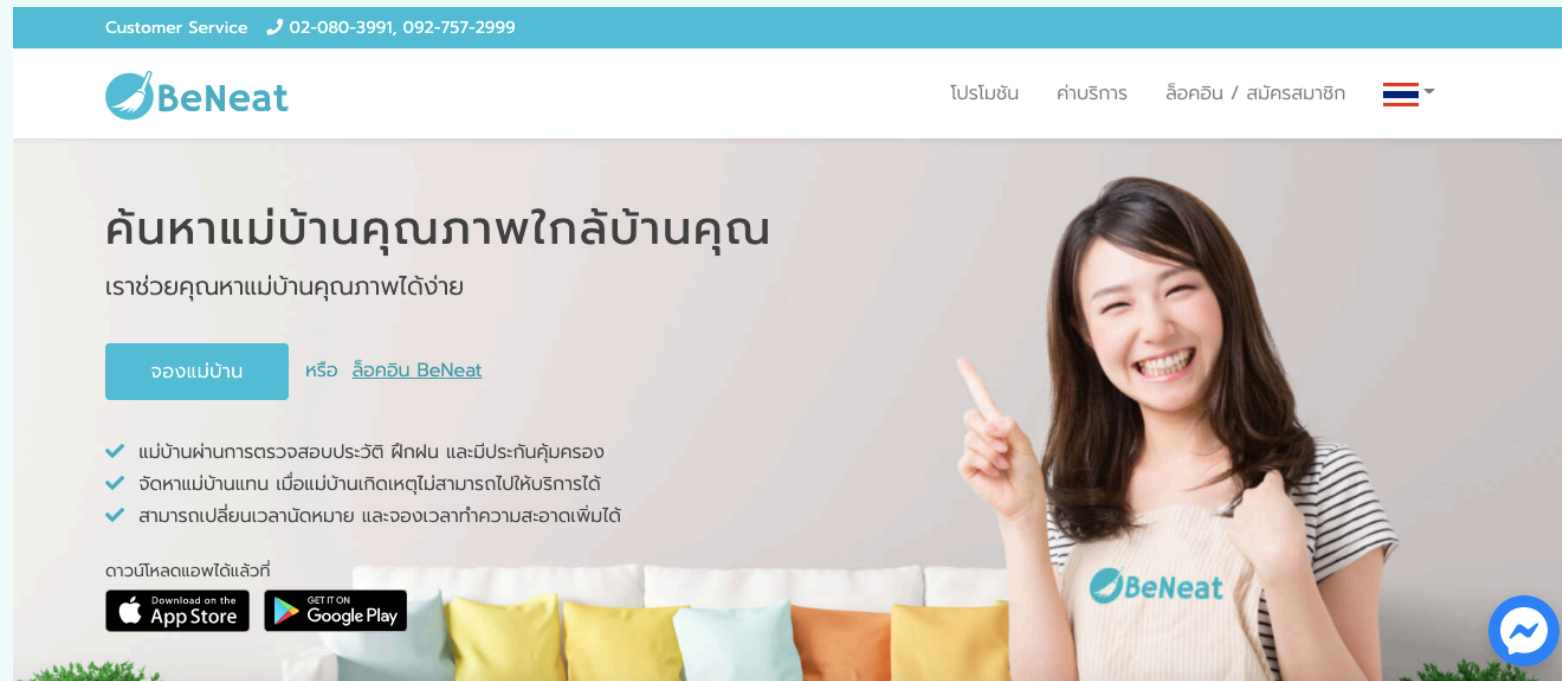 Customer Service 02-080-3991, 092-757-2999
BeNeat
โปรโมชัน ค่าบริการ ล็อคอิน / สมัครสมาชิก
ค้นหาแม่บ้านคุณภาพใกล้บ้านคุณ
เราช่วยคุณหาแม่บ้านคุณภาพได้ง่าย
จองแม่บ้าน หรือ ล็อคอิน BeNeat
แม่บ้านผ่านการตรวจสอบประวัติ ฝึกฝน และมีประกันคุ้มครอง
จัดหาแม่บ้านแทน เมื่อแม่บ้านเกิดเหตุไม่สามารถไปให้บริการได้
สามารถเปลี่ยนเวลานัดหมาย และจองเวลาทำความสะอาดเพิ่มได้
ดาวน์โหลดแอพได้แล้วที่
Download on the App Store
GET IT ON Google Play
BeNeat